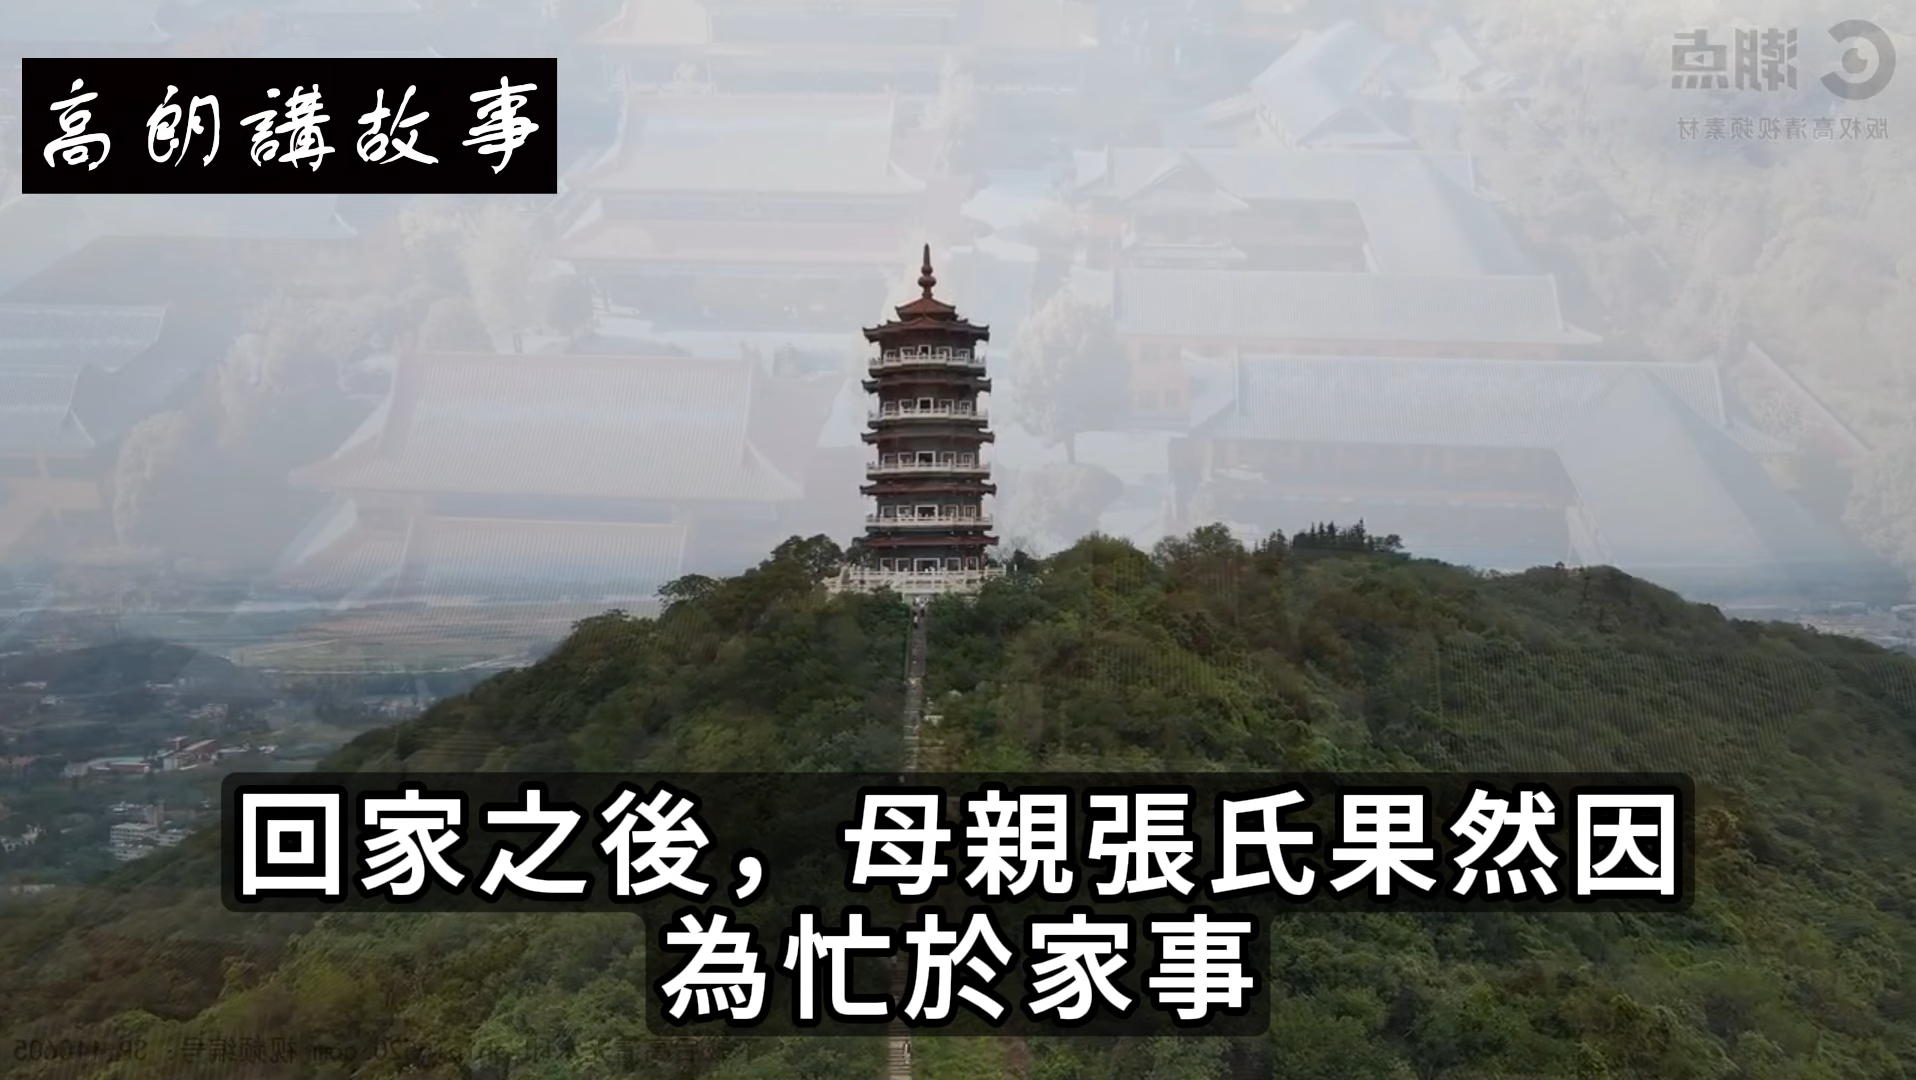 高朗講故事
潮点
版权高清视频素材
回家之後，母親張氏果然因
為忙於家事